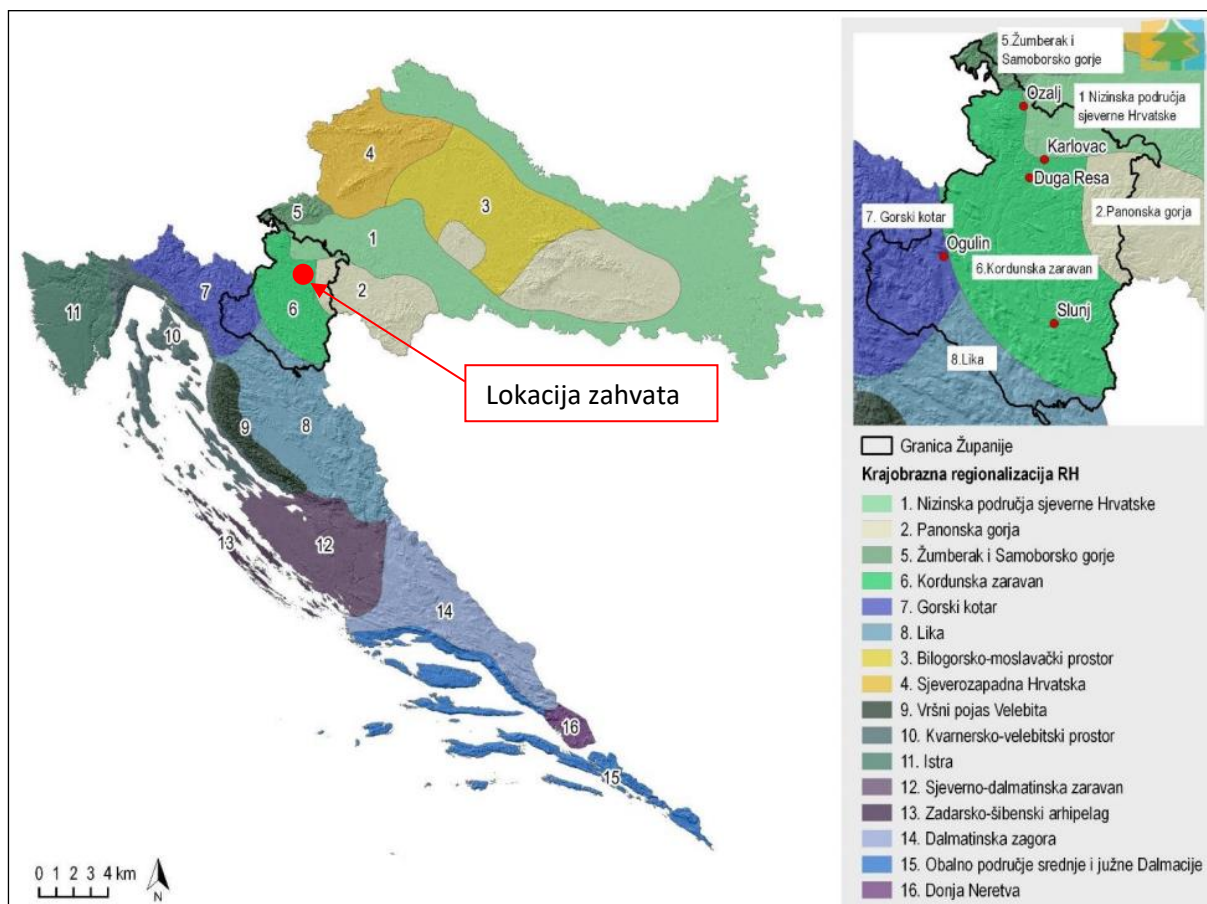 4
5
3
1
2
7
6
11
10
Lokacija zahvata
9
8
13
12
14
16
15
0 1 2 3 4 km
N
5.Žumberak i
Samoborsko gorje
Ozalj
1 Nizinska područja
sjeverne Hrvatske
Karlovac
Duga Resa
7. Gorski kotar
2.Panonska gorja
Ogulin
6.Kordunska zaravan
Slunj
8.Lika
Granica Županije
Krajobrazna regionalizacija RH
1. Nizinska područja sjeverne Hrvatske
2. Panonska gorja
5. Žumberak i Samoborsko gorje
6. Kordunska zaravan
7. Gorski kotar
8. Lika
3. Bilogorsko-moslavački prostor
4. Sjeverozapadna Hrvatska
9. Vršni pojas Velebita
10. Kvarnersko-velebitski prostor
11. Istra
12. Sjeverno-dalmatinska zaravan
13. Zadarsko-šibenski arhipelag
14. Dalmatinska zagora
15. Obalno područje srednje i južne Dalmacije
16. Donja Neretva